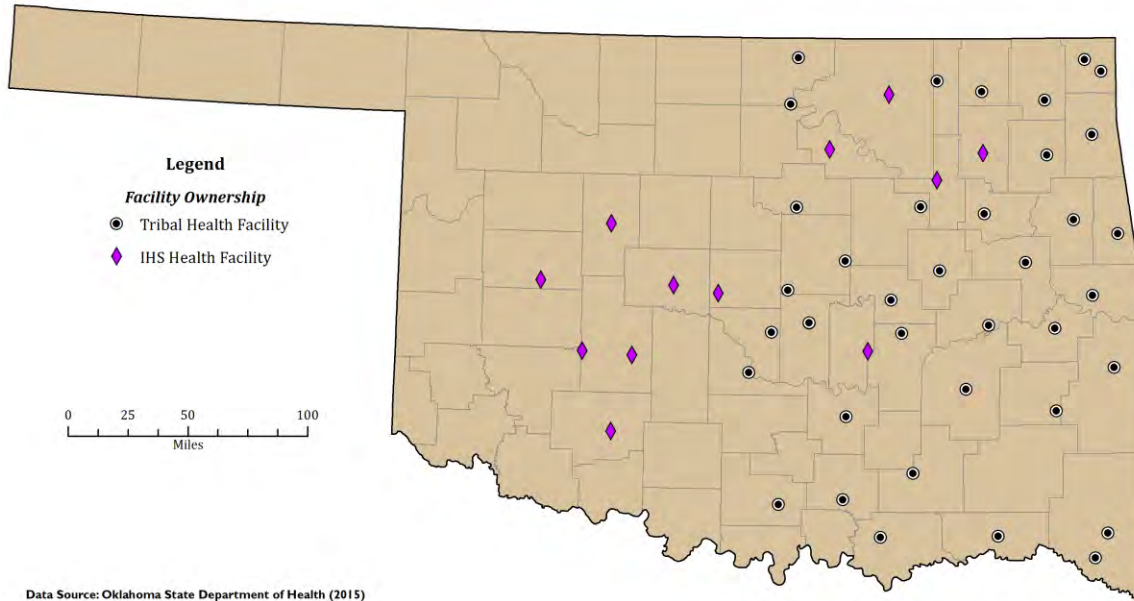 Legend
Facility Ownership
Tribal Health Facility
IHS Health Facility
0 25 50 100
Miles
Data Source: Oklahoma State Department of Health (2015)